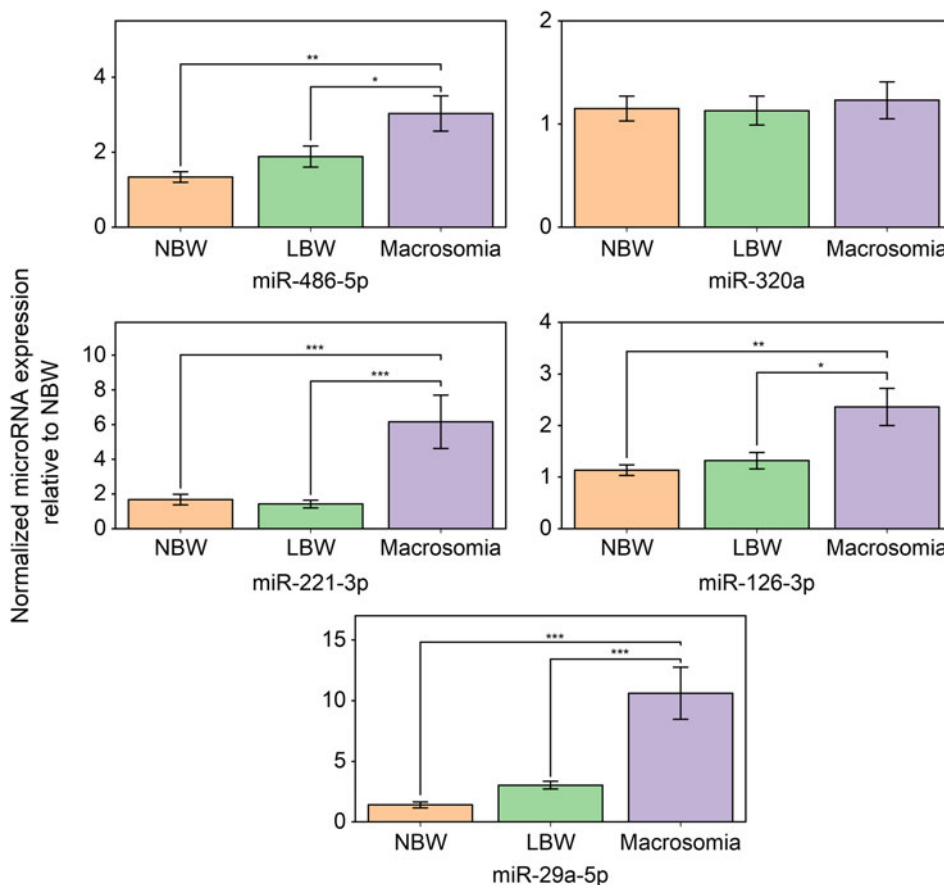 Normalized microRNA expression
relative to NBW
**
*
4
2
0
NBW LBW Macrosomia
miR-486-5p
2
1
0
NBW LBW Macrosomia
miR-320a
***
***
10
8
6
4
2
0
NBW LBW Macrosomia
miR-221-3p
**
*
4
3
2
1
0
NBW LBW Macrosomia
miR-126-3p
***
***
15
10
5
0
NBW LBW Macrosomia
miR-29a-5p